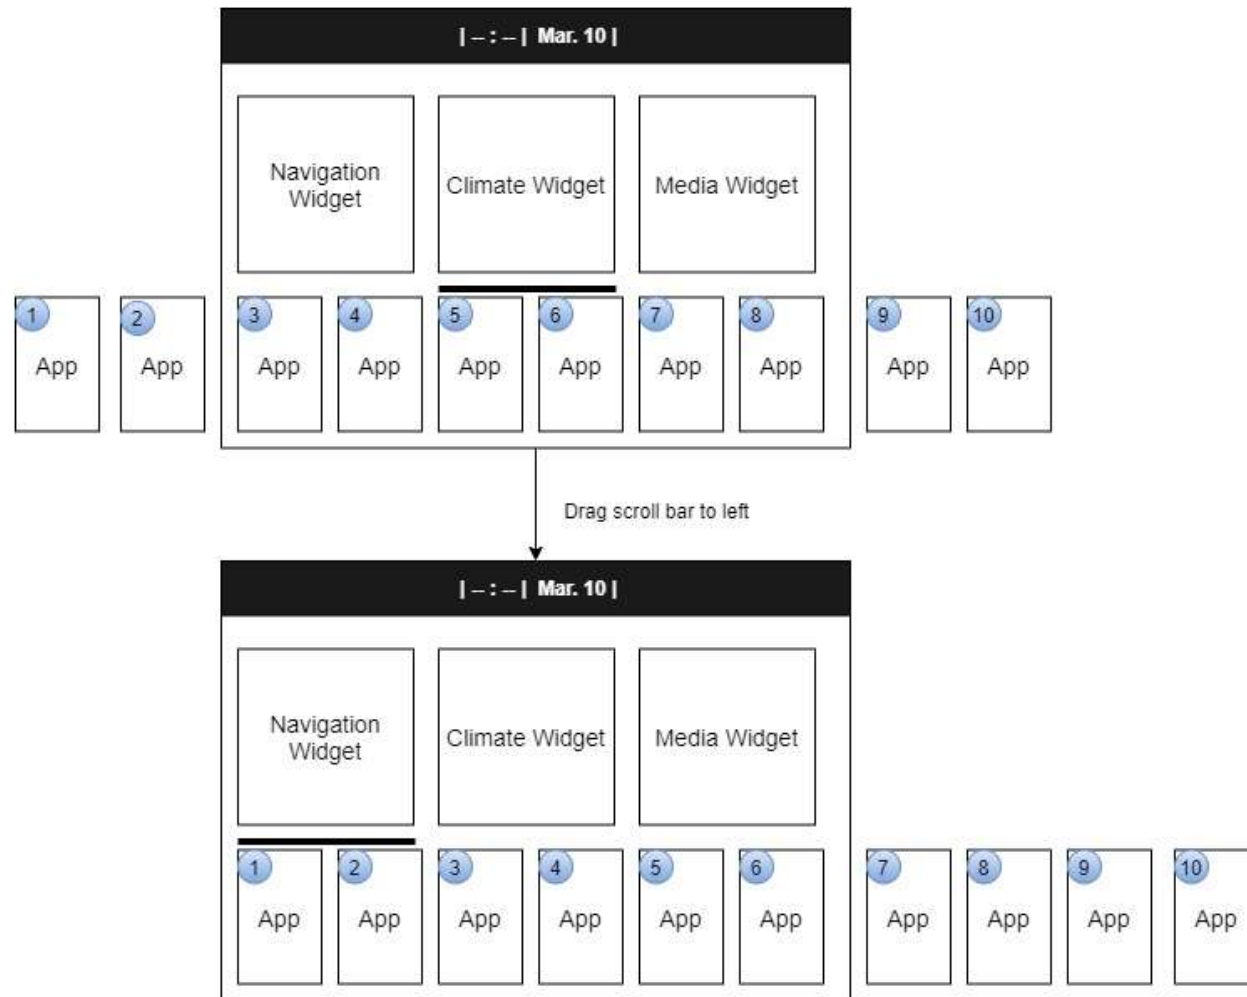 | -- : -- | Mar. 10 |
Navigation
Widget
Climate Widget
Media Widget
1
2
3
4
5
6
7
8
9
10
App
App
App
App
App
App
App
App
App
App
Drag scroll bar to left
| -- : -- | Mar. 10 |
Navigation
Widget
Climate Widget
Media Widget
1
2
3
4
5
6
7
8
9
10
App
App
App
App
App
App
App
App
App
App